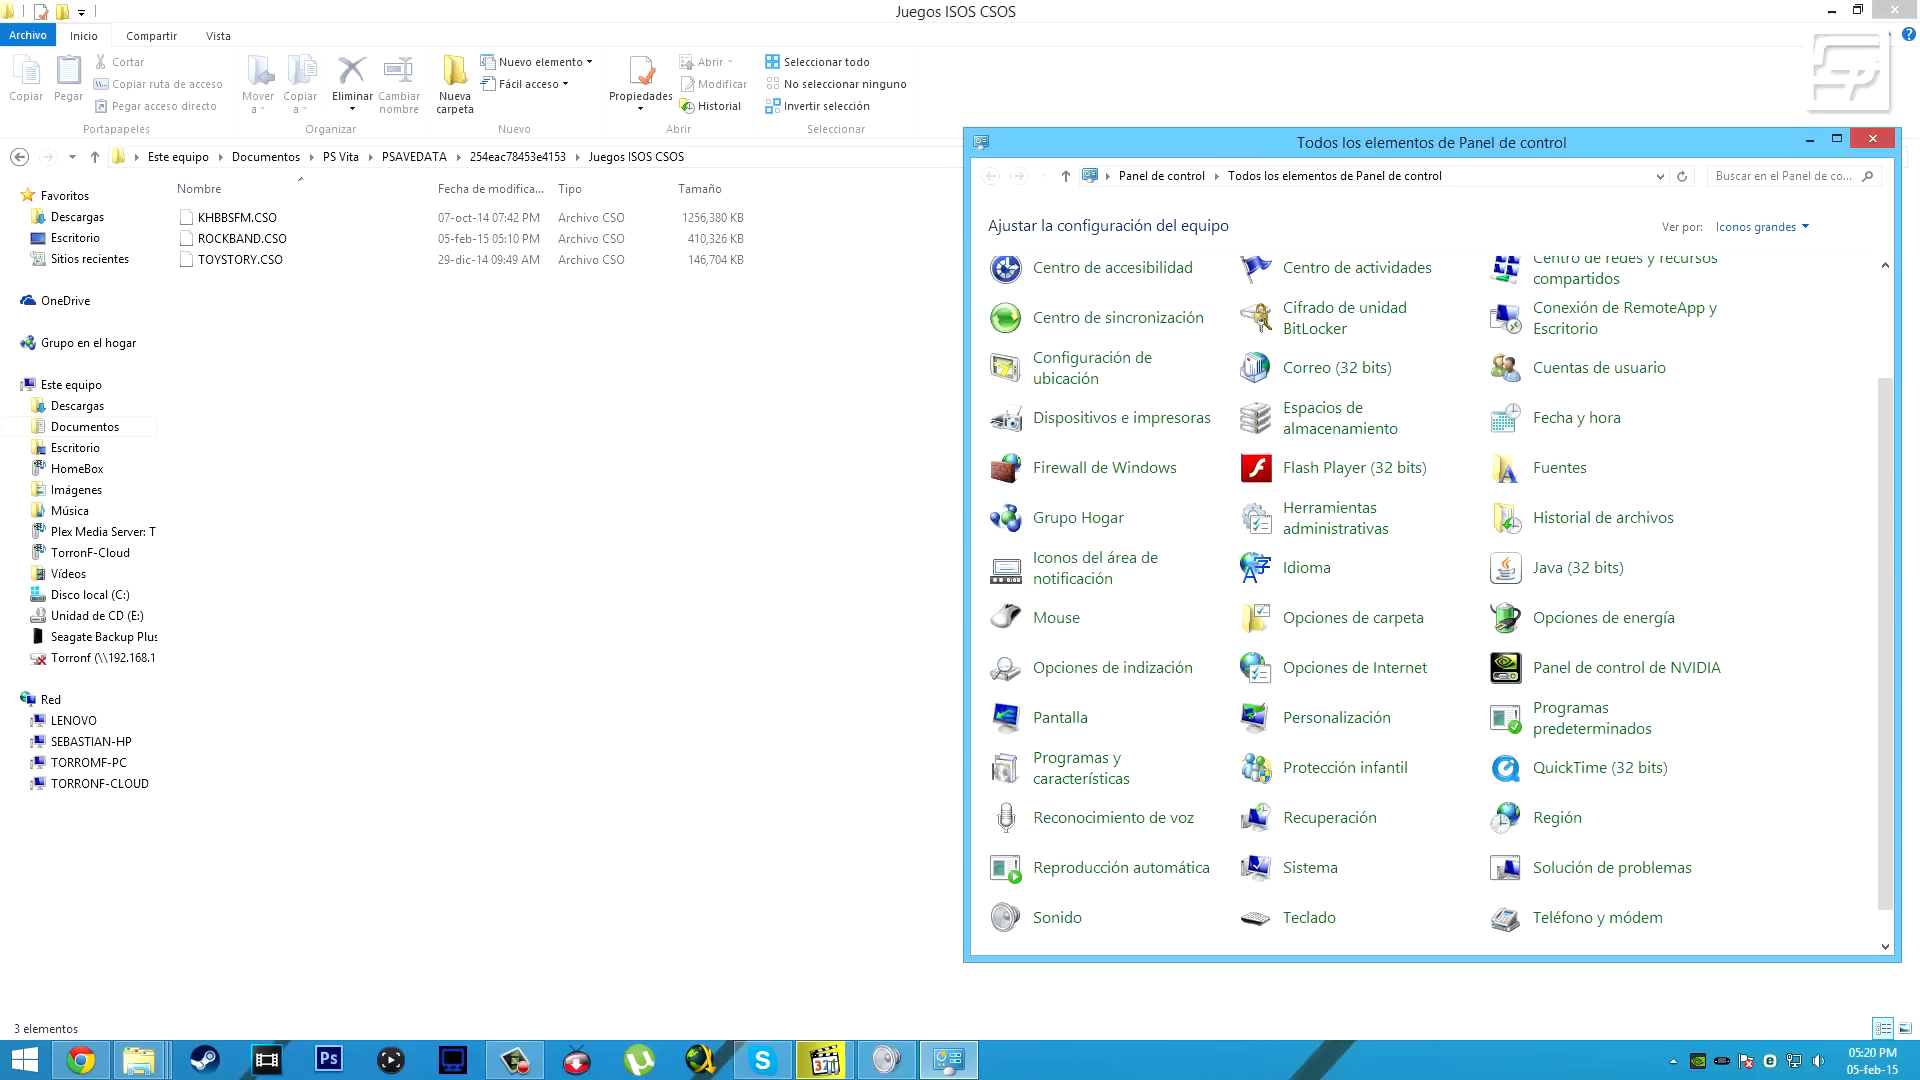 Juegos ISOS CSOS
Archivo
Inicio
Compartir
Vista
Copiar
Pegar
Cortar
Copiar ruta de acceso
Pegar acceso directo
Portapapeles
Mover
a
Copiar
a
Eliminar
Cambiar
nombre
Organizar
Nueva
carpeta
Nuevo elemento
Fácil acceso
Nuevo
Propiedades
Abrir
Modificar
Historial
Abrir
Seleccionar todo
No seleccionar ninguno
Invertir selección
Seleccionar
Este equipo
Documentos
PS Vita
PSAVEDATA
254eac78453e4153
Juegos ISOS CSOS
Nombre
Fecha de modifica...
Tipo
Tamaño
KHBBSFM.CSO 07-oct-14 07:42 PM Archivo CSO 1256,380 KB
ROCKBAND.CSO 05-feb-15 05:10 PM Archivo CSO 410,326 KB
TOYSTORY.CSO 29-dic-14 09:49 AM Archivo CSO 146,704 KB
Favoritos
Descargas
Escritorio
Sitios recientes
OneDrive
Grupo en el hogar
Este equipo
Descargas
Documentos
Escritorio
HomeBox
Imágenes
Música
Plex Media Server: T
TorronF-Cloud
Vídeos
Disco local (C:)
Unidad de CD (E:)
Seagate Backup Plus
Torronf (\\192.168.1
Red
LENOVO
SEBASTIAN-HP
TORROMF-PC
TORRONF-CLOUD
3 elementos
Todos los elementos de Panel de control
Panel de control
Todos los elementos de Panel de control
Buscar en el Panel de co...
Ajustar la configuración del equipo
Ver por: Iconos grandes
Centro de accesibilidad
Centro de actividades
Centro de redes y recursos
compartidos
Centro de sincronización
Cifrado de unidad
BitLocker
Conexión de RemoteApp y
Escritorio
Configuración de
ubicación
Correo (32 bits)
Cuentas de usuario
Dispositivos e impresoras
Espacios de
almacenamiento
Fecha y hora
Firewall de Windows
Flash Player (32 bits)
Fuentes
Grupo Hogar
Herramientas
administrativas
Historial de archivos
Iconos del área de
notificación
Idioma
Java (32 bits)
Mouse
Opciones de carpeta
Opciones de energía
Opciones de indización
Opciones de Internet
Panel de control de NVIDIA
Pantalla
Personalización
Programas
predeterminados
Programas y
características
Protección infantil
QuickTime (32 bits)
Reconocimiento de voz
Recuperación
Región
Reproducción automática
Sistema
Solución de problemas
Sonido
Teclado
Teléfono y módem
Ps
321
05:20 PM
05-feb-15